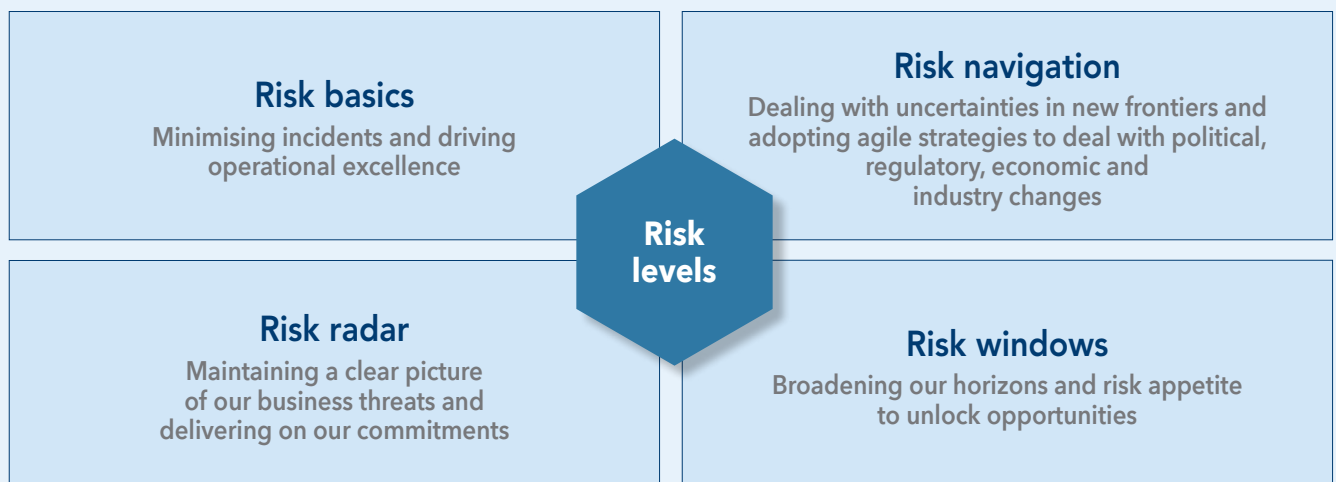 Risk basics
Minimising incidents and driving
operational excellence
Risk navigation
Dealing with uncertainties in new frontiers and
adopting agile strategies to deal with political,
regulatory, economic and
industry changes
Risk
levels
Risk radar
Maintaining a clear picture
of our business threats and
delivering on our commitments
Risk windows
Broadening our horizons and risk appetite
to unlock opportunities